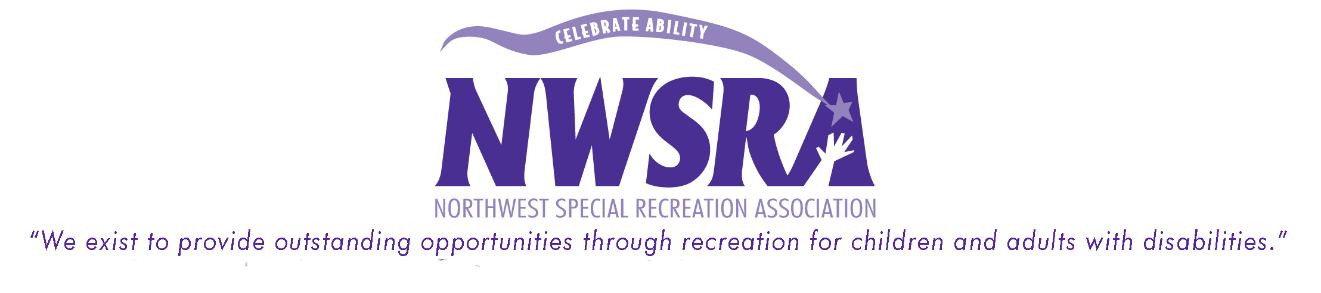 CELEBRATE ABILITY
NWSRA
NORTHWEST SPECIAL RECREATION ASSOCIATION
“We exist to provide outstanding opportunities through recreation for children and adults with disabilities.”